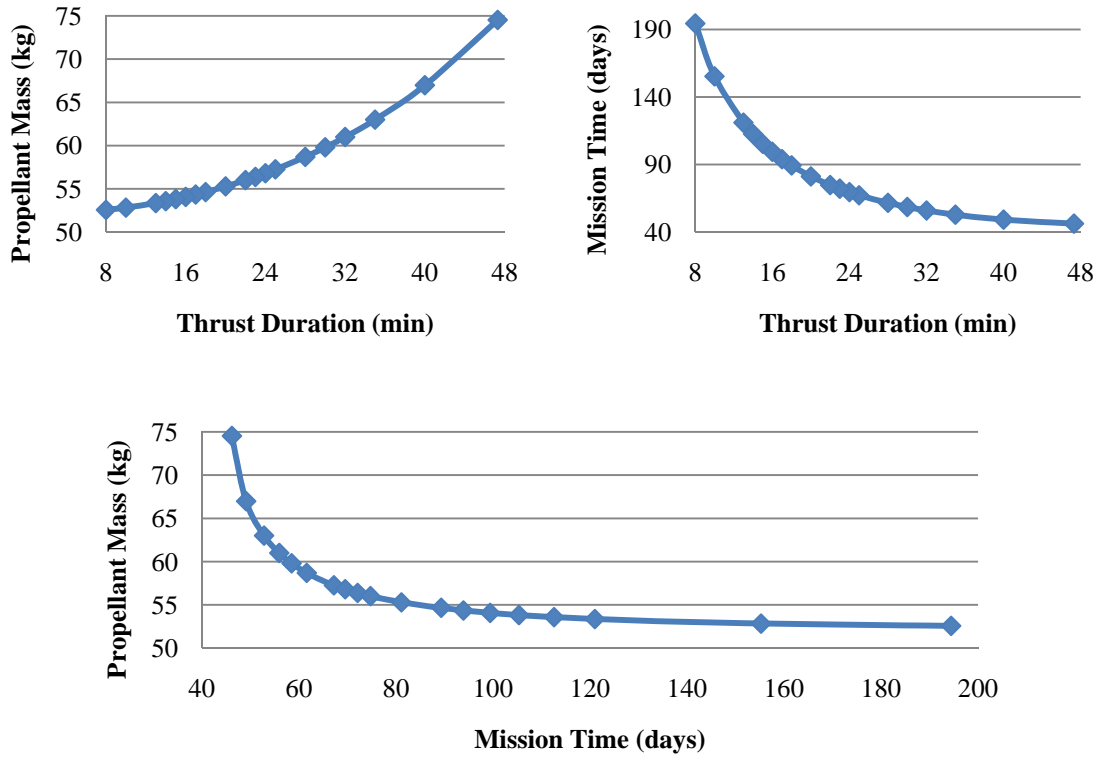 Propellant Mass (kg)
75
70
65
60
55
50
8 16 24 32 40 48
Thrust Duration (min)
Mission Time (days)
190
140
90
40
8 16 24 32 40 48
Thrust Duration (min)
Propellant Mass (kg)
75
70
65
60
55
50
40 60 80 100 120 140 160 180 200
Mission Time (days)